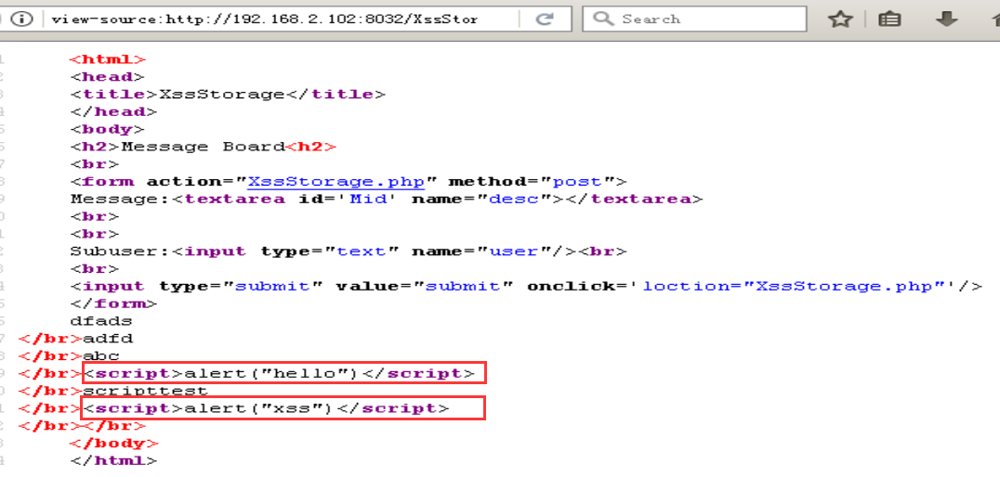 view-source:http://192.168.2.102:8032/XssStor
Search
<html>
<head>
<title>XssStorage</title>
</head>
<body>
<h2>Message Board<h2>
<br>
<form action="XssStorage.php" method="post">
Message:<textarea id='Mid' name="desc"></textarea>
<br>
<br>
Subuser:<input type="text" name="user"/><br>
<br>
<input type="submit" value="submit" onclick='loction="XssStorage.php"'/>
</form>
dfads
</br>adfd
</br>abc
</br><script>alert("hello")</script>
</br>scripttest
</br><script>alert("xss")</script>
</br></br>
</body>
</html>